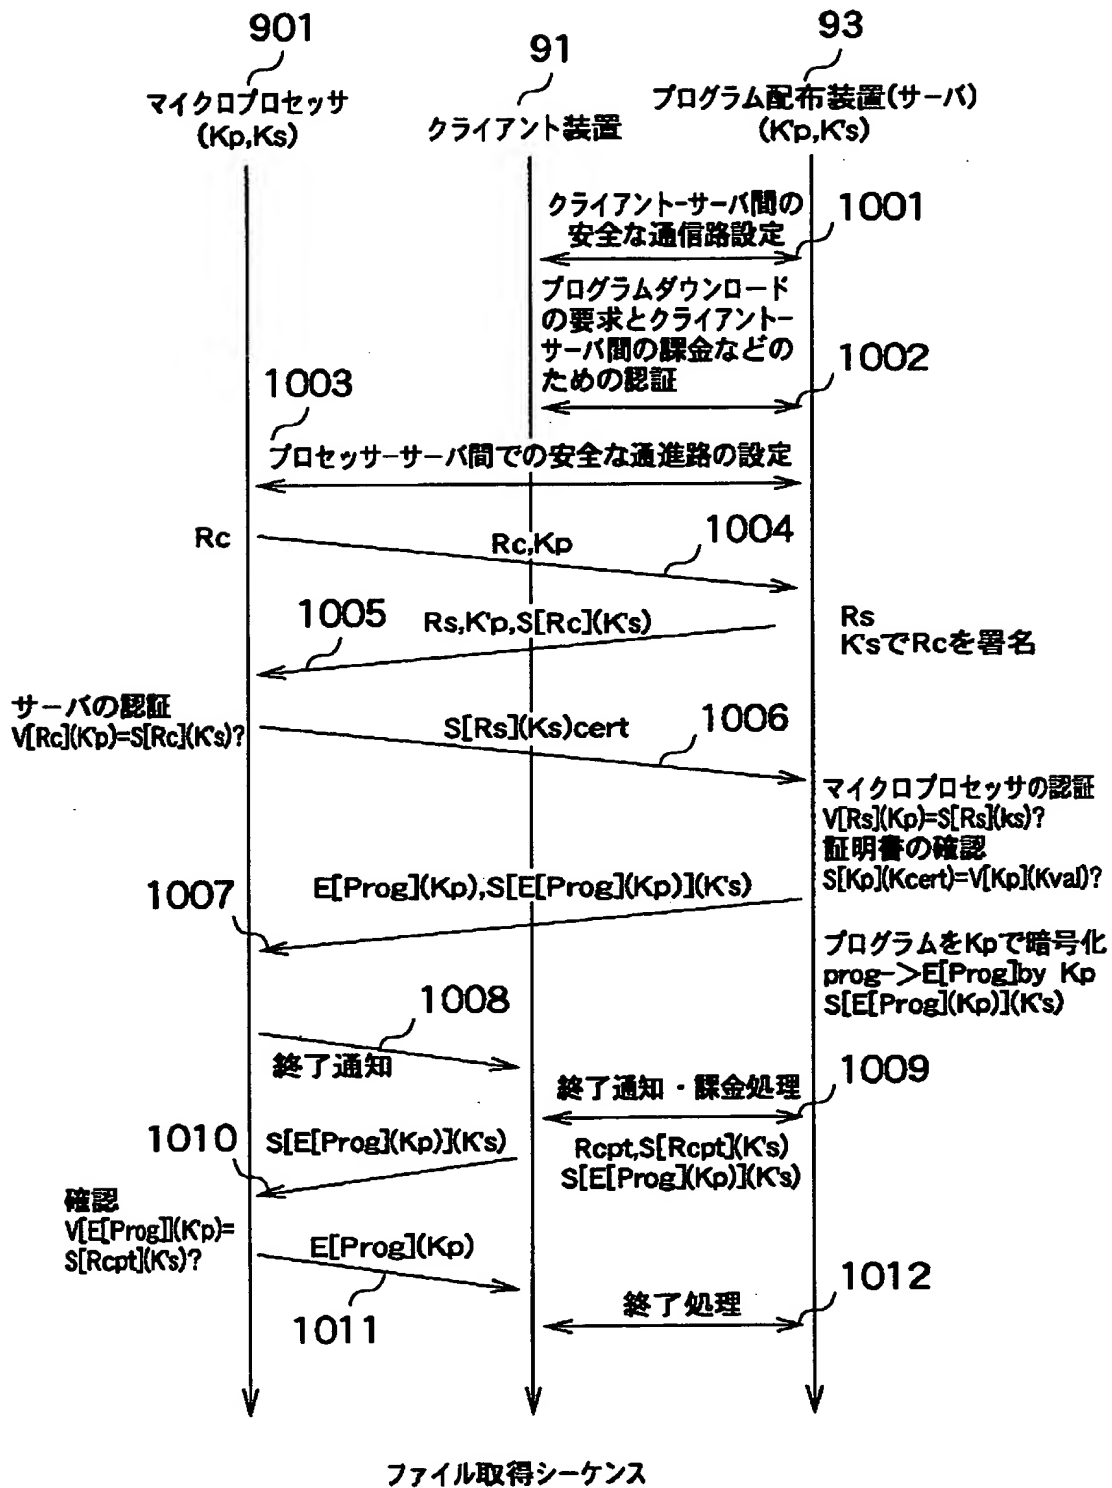 901
マイクロプロセッサ
(Kp,Ks)
91
クライアント装置
93
プログラム配布装置(サーバ)
(K'p,K's)
クライアント-サーバ間の
安全な通信路設定
1001
プログラムダウンロード
の要求とクライアント-
サーバ間の課金などの
ための認証
1002
1003
プロセッサーサーバ間での安全な通進路の設定
Rc
Rc,Kp
1004
1005
Rs,K'p,S[Rc](K's)
Rs
K'sでRcを署名
サーバの認証
V[Rc](K'p)=S[Rc](K's)?
S[Rs](Ks)cert
1006
マイクロプロセッサの認証
V[Rs](Kp)=S[Rs](ks)?
証明書の確認
S[Kp](Kcert)=V[Kp](Kval)?
1007
E[Prog](Kp),S[E[Prog](Kp)](K's)
プログラムをKpで暗号化
prog->E[Prog]by Kp
S[E[Prog](Kp)](K's)
1008
終了通知
終了通知・課金処理
1009
1010
S[E[Prog](Kp)](K's)
Rcpt,S[Rcpt](K's)
S[E[Prog](Kp)](K's)
確認
V[E[Prog]](K'p)=
S[Rcpt](K's)?
E[Prog](Kp)
1011
終了処理
1012
ファイル取得シーケンス